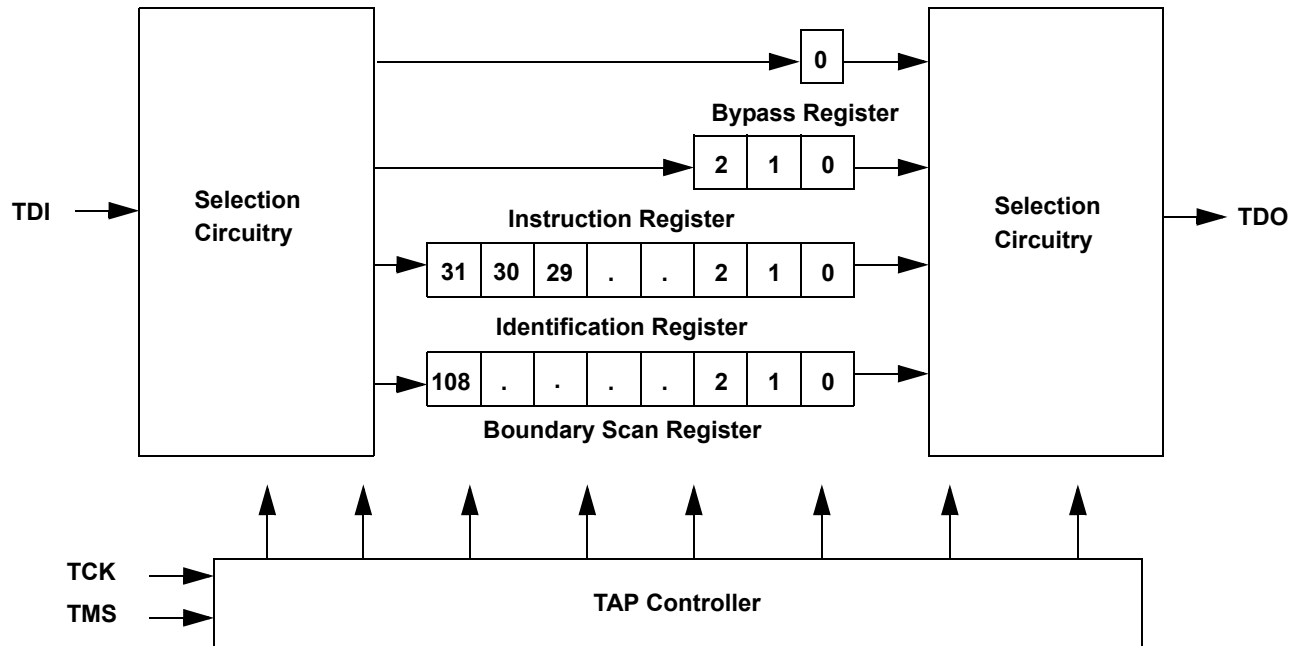 0
Bypass Register
2 1 0
TDI
Selection
Circuitry
Selection
Circuitry
TDO
Instruction Register
31 30 29 . . 2 1 0
Identification Register
108 . . . . 2 1 0
Boundary Scan Register
TCK
TMS
TAP Controller